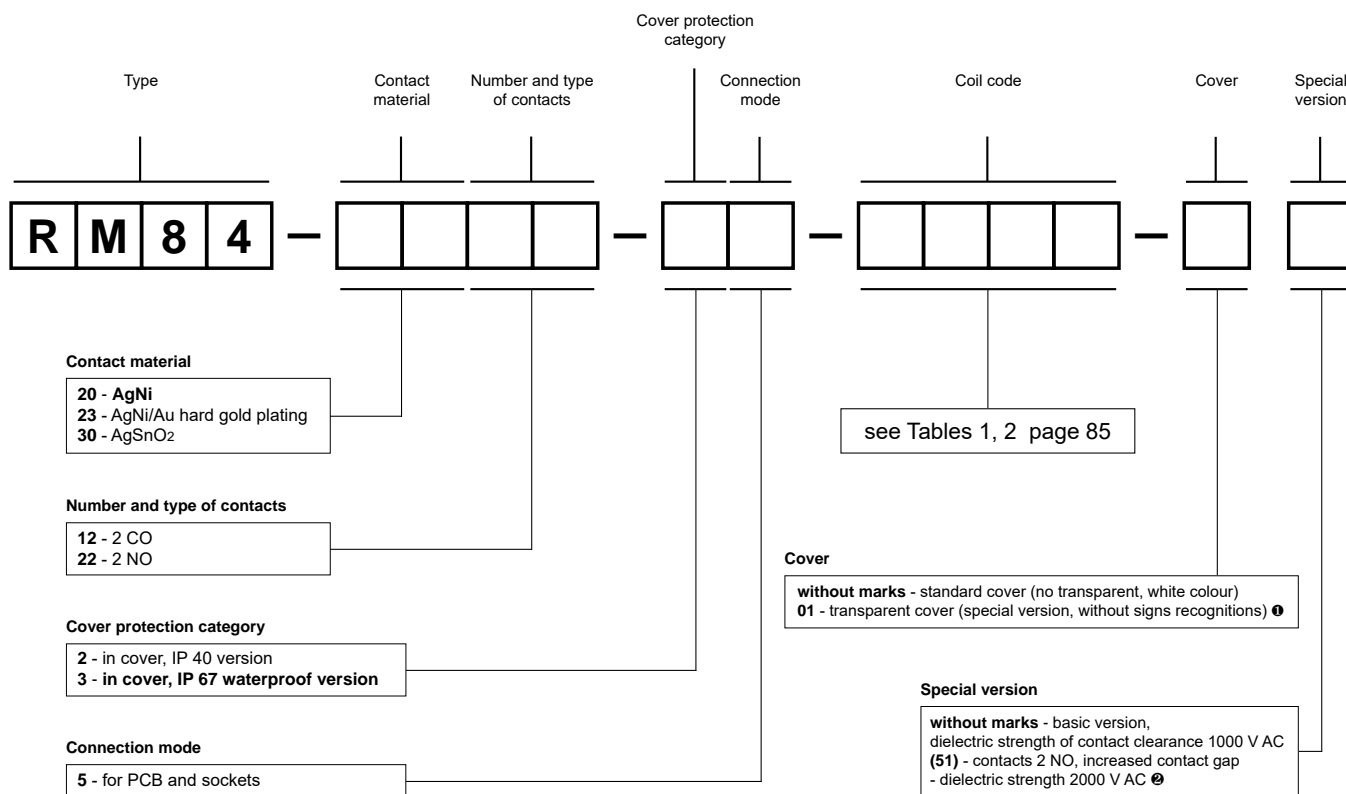 Cover protection
category
Type
Contact
material
Number and type
of contacts
Connection
mode
Coil code
Cover
Special
version
R M 8 4 – – – –
Contact material
20 - AgNi
23 - AgNi/Au hard gold plating
30 - AgSnO2
see Tables 1, 2 page 85
Number and type of contacts
12 - 2 CO
22 - 2 NO
Cover
without marks - standard cover (no transparent, white colour)
01 - transparent cover (special version, without signs recognitions) ❶
Cover protection category
2 - in cover, IP 40 version
3 - in cover, IP 67 waterproof version
Special version
without marks - basic version,
dielectric strength of contact clearance 1000 V AC
(51) - contacts 2 NO, increased contact gap
- dielectric strength 2000 V AC ❷
Connection mode
5 - for PCB and sockets